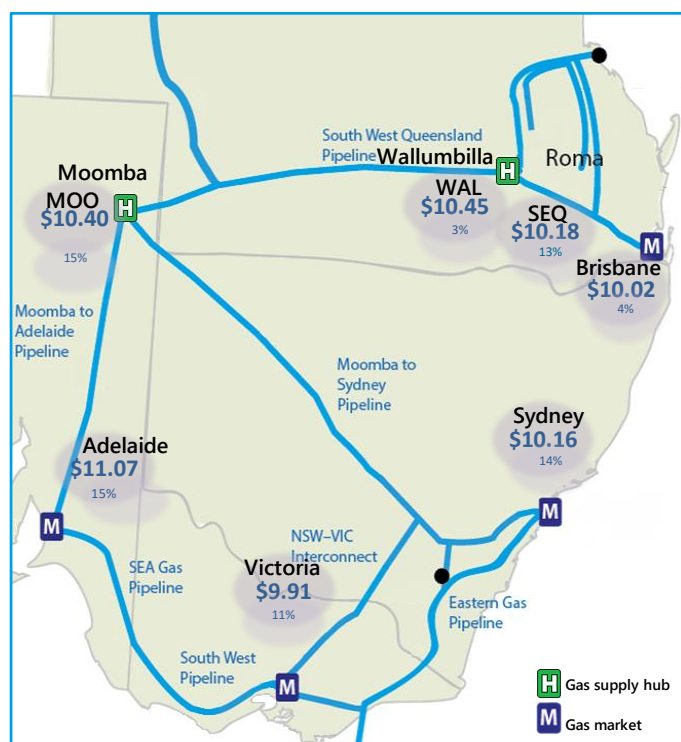 South West Queensland
Pipeline
Wallumbilla
H
Roma
Moomba
MOO
$10.40
15%
H
WAL
$10.45
3%
SEQ
$10.18
13%
M
Brisbane
$10.02
4%
Moomba to
Adelaide
Pipeline
Moomba to
Sydney
Pipeline
Sydney
$10.16
14%
M
Adelaide
$11.07
15%
M
NSW–VIC
Interconnect
SEA Gas
Pipeline
Victoria
$9.91
11%
Eastern Gas
Pipeline
South West
Pipeline
M
H Gas supply hub
M Gas market